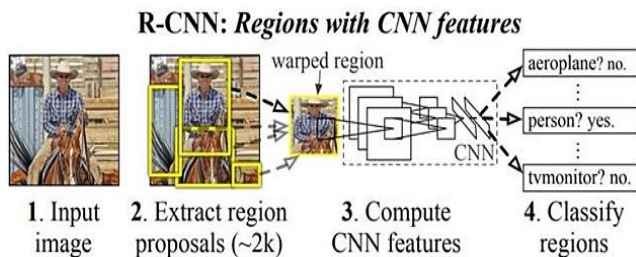 R-CNN: Regions with CNN features
warped region
aeroplane? no.
person? yes.
tvmonitor? no.
CNN
1. Input image
2. Extract region proposals (~2k)
3. Compute CNN features
4. Classify regions